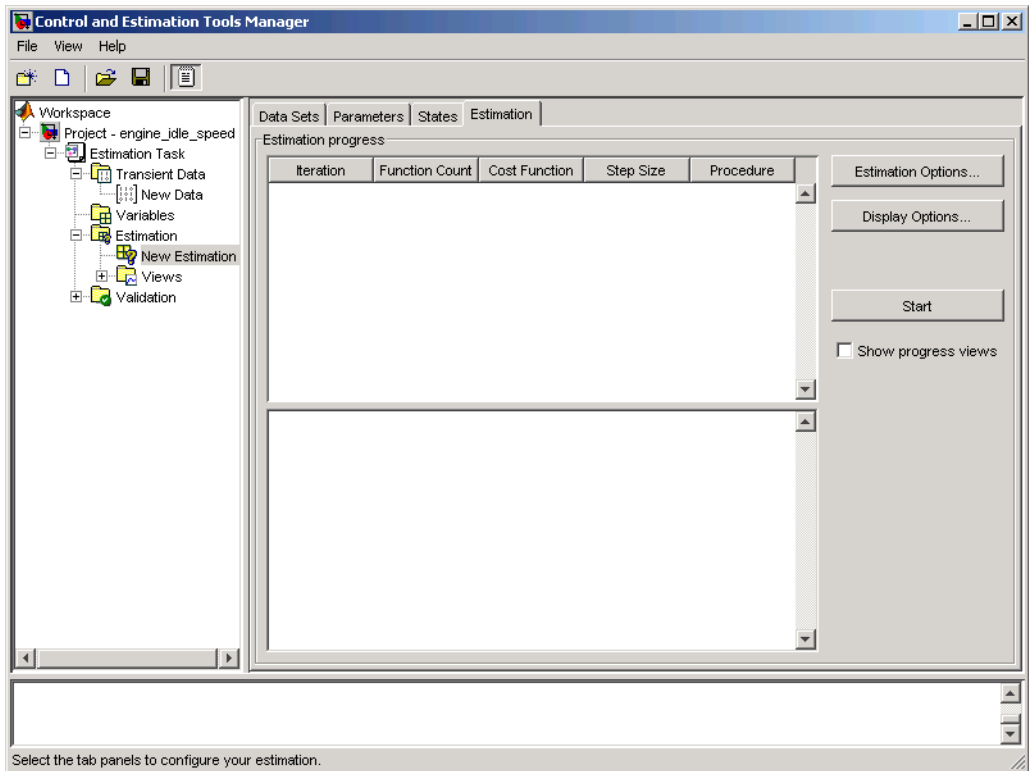 Control and Estimation Tools Manager
File View Help
Workspace
Project - engine_idle_speed
Estimation Task
Transient Data
New Data
Variables
Estimation
New Estimation
Views
Validation
Data Sets Parameters States Estimation
Estimation progress
Iteration Function Count Cost Function Step Size Procedure
Estimation Options...
Display Options...
Start
Show progress views
Select the tab panels to configure your estimation.